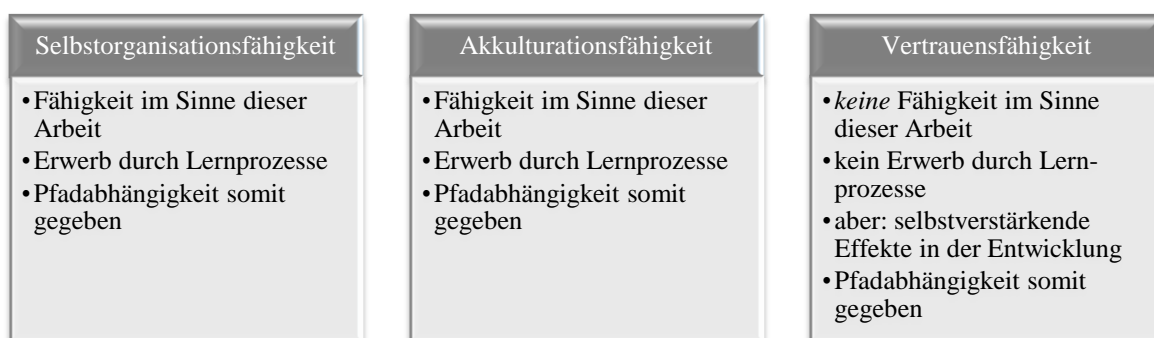 Selbstorganisationsfähigkeit
•Fähigkeit im Sinne dieser
Arbeit
•Erwerb durch Lernprozesse
•Pfadabhängigkeit somit
gegeben
Akkulturationsfähigkeit
•Fähigkeit im Sinne dieser
Arbeit
•Erwerb durch Lernprozesse
•Pfadabhängigkeit somit
gegeben
Vertrauensfähigkeit
•keine Fähigkeit im Sinne
dieser Arbeit
•kein Erwerb durch Lern-
prozesse
•aber: selbstverstärkende
Effekte in der Entwicklung
•Pfadabhängigkeit somit
gegeben